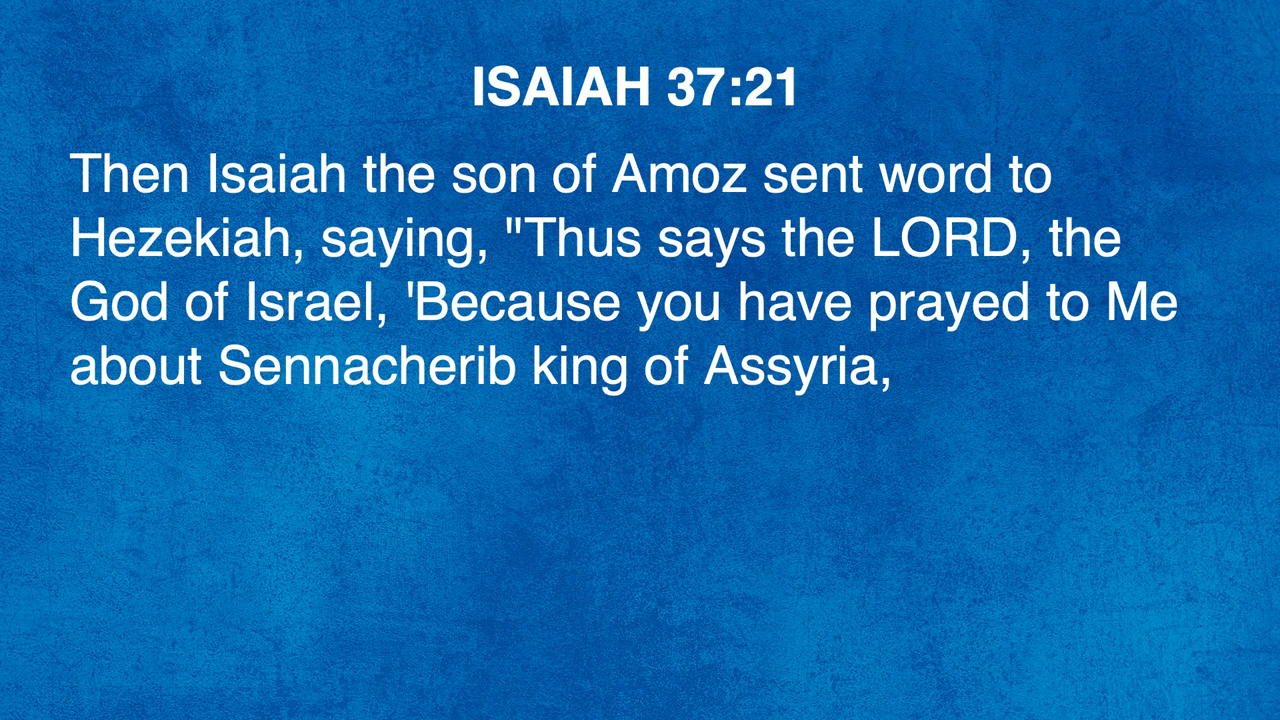 ISAIAH 37:21
Then Isaiah the son of Amoz sent word to
Hezekiah, saying, "Thus says the LORD, the
God of Israel, 'Because you have prayed to Me
about Sennacherib king of Assyria,